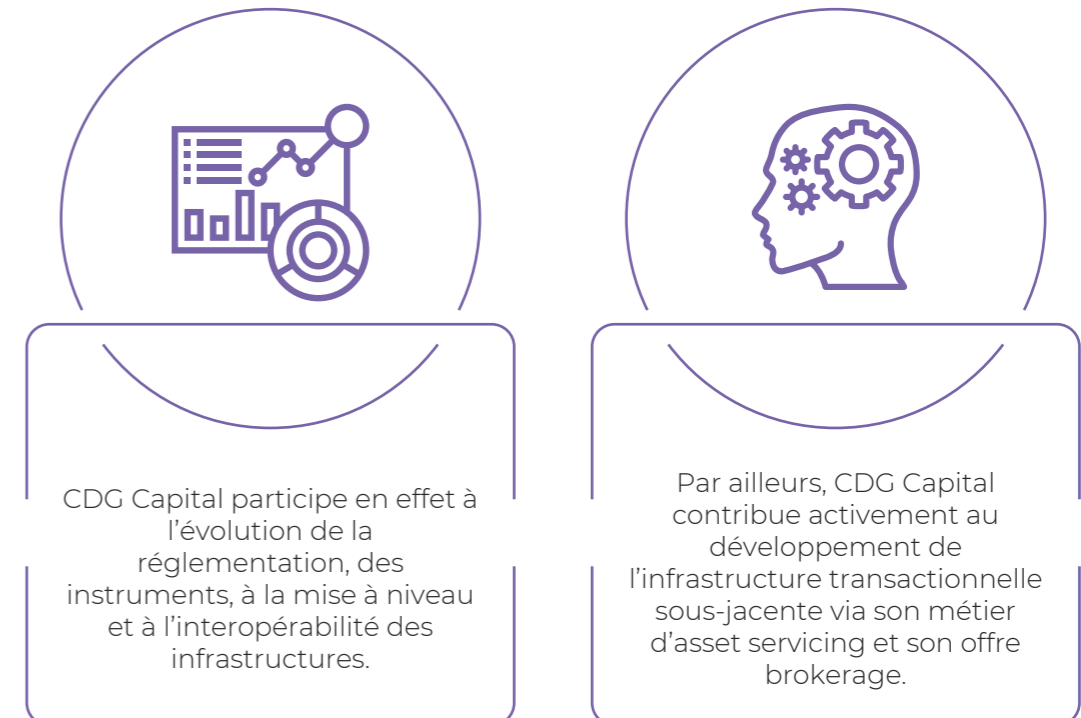 CDG Capital participe en effet à
l’évolution de la
réglementation, des
instruments, à la mise à niveau
et à l’interopérabilité des
infrastructures.
Par ailleurs, CDG Capital
contribue activement au
développement de
l’infrastructure transactionnelle
sous-jacente via son métier
d’asset servicing et son offre
brokerage.